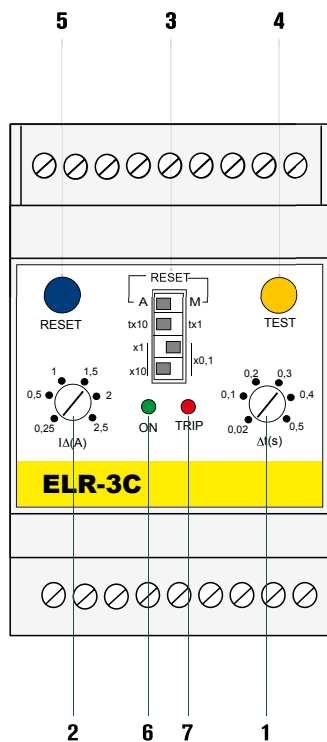 5 3 4
RESET
A M
RESET TEST
tx10 tx1
x1
x0,1
x10
1 1,5
0,5 2
0,25 2,5
I∆(A)
ON TRIP
0,2 0,3
0,1 0,4
0,02 0,5
∆t(s)
ELR-3C
2 6 7 1